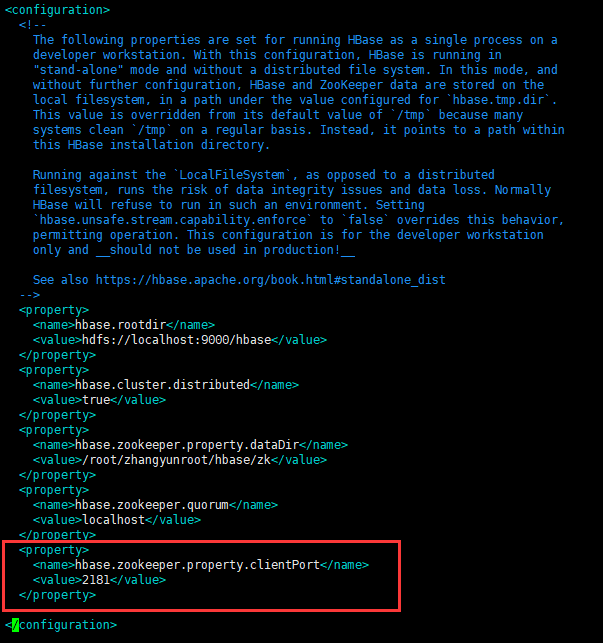 <configuration>
<!--
The following properties are set for running HBase as a single process on a
developer workstation. With this configuration, HBase is running in
"stand-alone" mode and without a distributed file system. In this mode, and
without further configuration, HBase and ZooKeeper data are stored on the
local filesystem, in a path under the value configured for `hbase.tmp.dir`.
This value is overridden from its default value of `/tmp` because many
systems clean `/tmp` on a regular basis. Instead, it points to a path within
this HBase installation directory.

Running against the `LocalFileSystem`, as opposed to a distributed
filesystem, runs the risk of data integrity issues and data loss. Normally
HBase will refuse to run in such an environment. Setting
`hbase.unsafe.stream.capability.enforce` to `false` overrides this behavior,
permitting operation. This configuration is for the developer workstation
only and __should not be used in production!__

See also https://hbase.apache.org/book.html#standalone_dist
-->
<property>
<name>hbase.rootdir</name>
<value>hdfs://localhost:9000/hbase</value>
</property>
<property>
<name>hbase.cluster.distributed</name>
<value>true</value>
</property>
<property>
<name>hbase.zookeeper.property.dataDir</name>
<value>/root/zhangyunroot/hbase/zk</value>
</property>
<property>
<name>hbase.zookeeper.quorum</name>
<value>localhost</value>
</property>
<property>
<name>hbase.zookeeper.property.clientPort</name>
<value>2181</value>
</property>

</configuration>